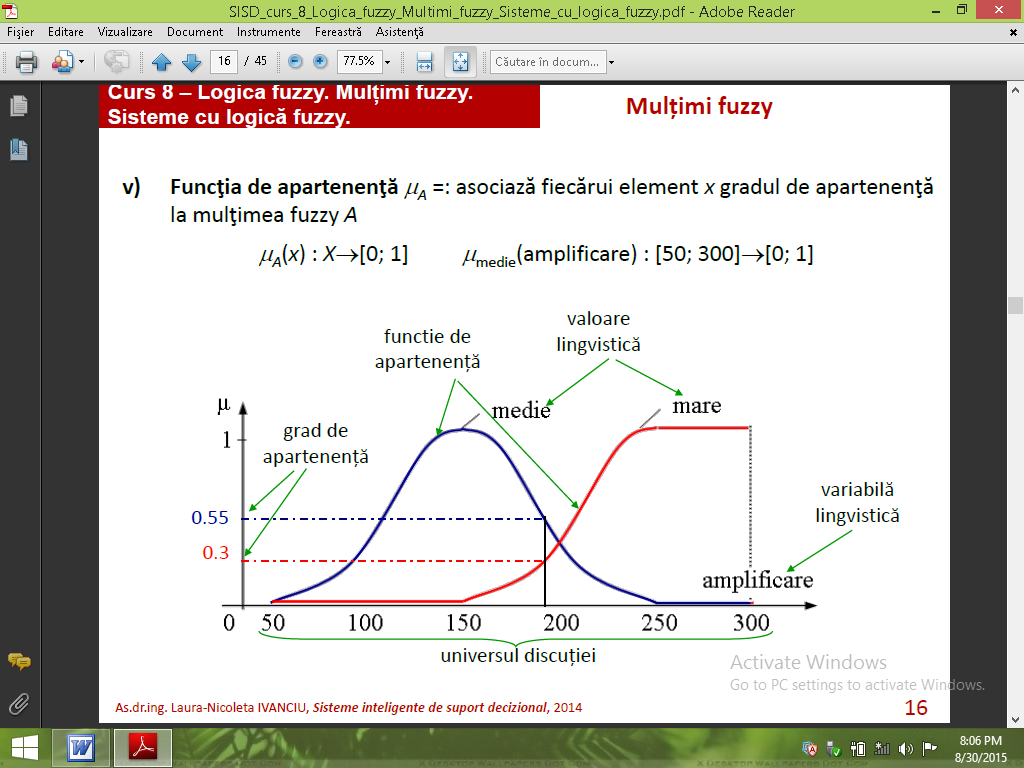 SISD_curs_8_Logica_fuzzy_Multimi_fuzzy_Sisteme_cu_logica_fuzzy.pdf - Adobe Reader
Fișier Editare Vizualizare Document Instrumente Fereastră Asistență
16 / 45 77.5% Căutare în docum...
Curs 8 – Logica fuzzy. Mulțimi fuzzy.
Sisteme cu logică fuzzy.
Mulțimi fuzzy
v) Funcţia de apartenenţă μA =: asociază fiecărui element x gradul de apartenenţă
la mulţimea fuzzy A
μA(x) : X→[0; 1] μmedie(amplificare) : [50; 300]→[0; 1]
valoare
lingvistică
functie de
apartenență
μ
medie
mare
1
grad de
apartenență
variabilă
lingvistică
0.55
0.3
amplificare
0 50 100 150 200 250 300
universul discuției
Activate Windows
Go to PC settings to activate Windows.
As.dr.ing. Laura-Nicoleta IVANCIU, Sisteme inteligente de suport decizional, 2014
16
8:06 PM
8/30/2015